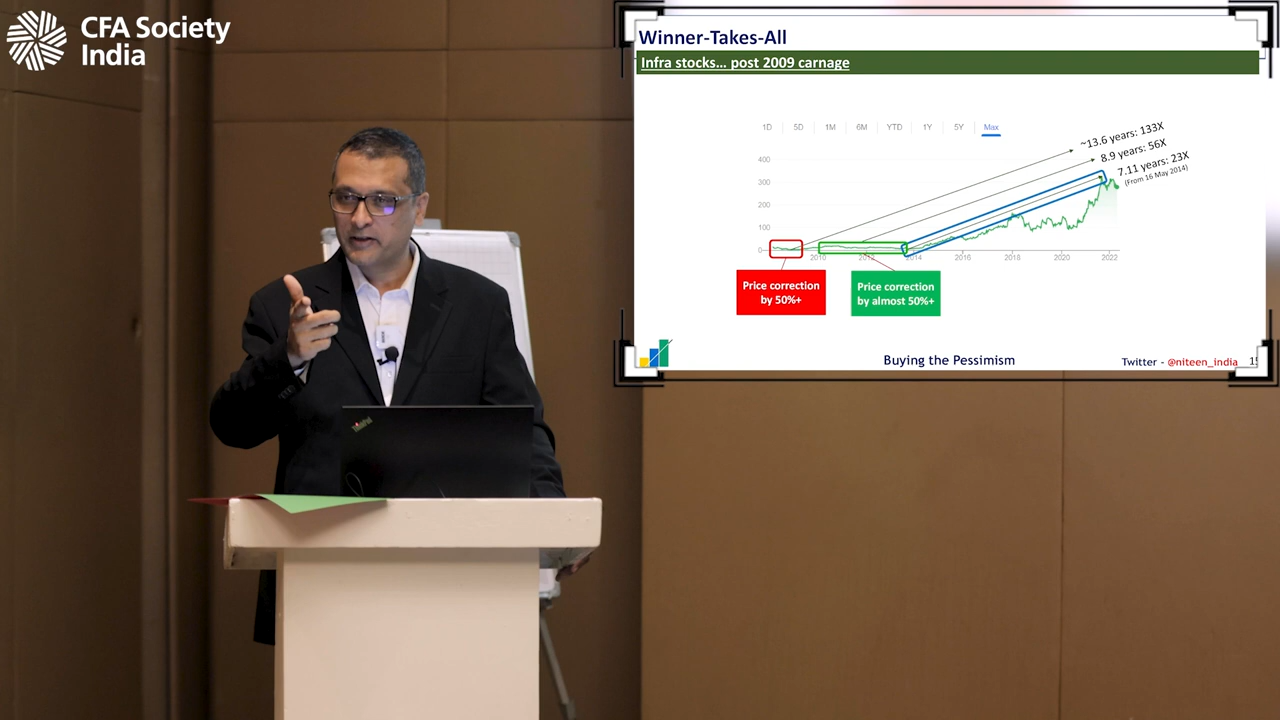 CFA Society
India
Winner-Takes-All
Infra stocks... post 2009 carnage
1D 5D 1M 6M YTD 1Y 5Y Max
~13.6 years: 133X
8.9 years: 56X
7.11 years: 23X
(From 16 May 2014)
400
300
200
100
0
2010 2012 2014 2016 2018 2020 2022
Price correction
by 50%+
Price correction
by almost 50%+
Buying the Pessimism
Twitter - @niteen_india
ThinkPad